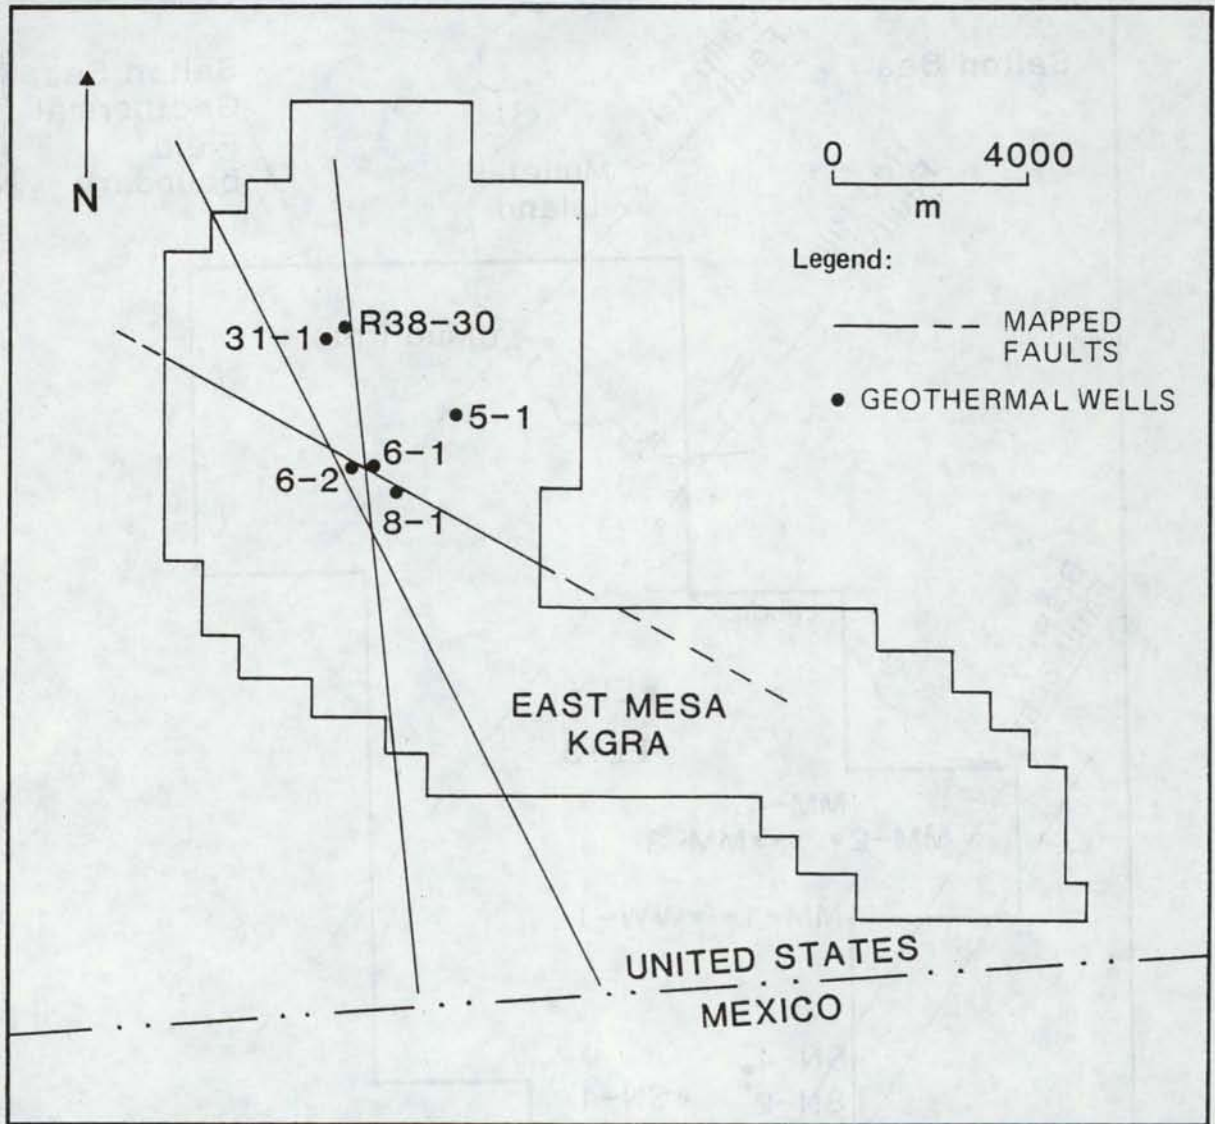 N
0 4000
m
Legend:
MAPPED
FAULTS
GEOTHERMAL WELLS
R38-30
31-1
5-1
6-1
6-2
8-1
EAST MESA
KGRA
UNITED STATES
MEXICO